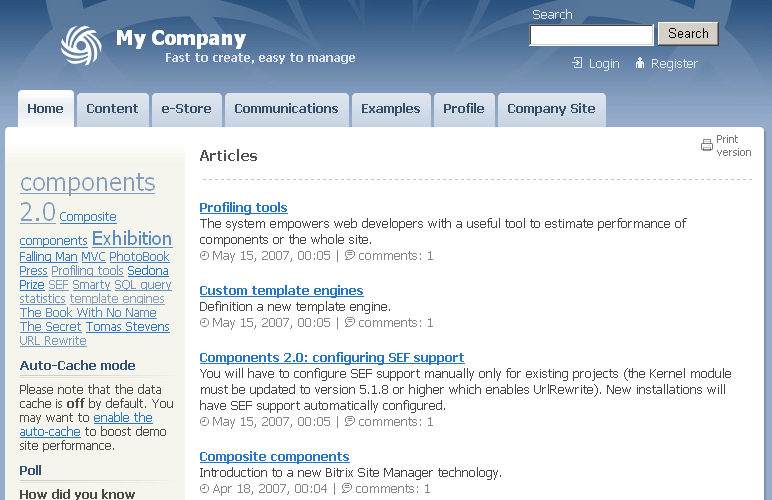 Search
My Company
Search
Fast to create, easy to manage
Login
Register
Home
Content
e-Store
Communications
Examples
Profile
Company Site
Print
version
components
2.0 Composite
components Exhibition
Falling Man MVC PhotoBook
Press Profiling tools Sedona
Prize SEF Smarty SQL query
statistics template engines
The Book With No Name
The Secret Tomas Stevens
URL Rewrite
Auto-Cache mode
Please note that the data
cache is off by default. You
may want to enable the
auto-cache to boost demo
site performance.
Poll
How did you know
Articles
Profiling tools
The system empowers web developers with a useful tool to estimate performance of
components or the whole site.
May 15, 2007, 00:05 | comments: 1
Custom template engines
Definition a new template engine.
May 15, 2007, 00:05 | comments: 1
Components 2.0: configuring SEF support
You will have to configure SEF support manually only for existing projects (the Kernel module
must be updated to version 5.1.8 or higher which enables UrlRewrite). New installations will
have SEF support automatically configured.
May 15, 2007, 00:05 | comments: 1
Composite components
Introduction to a new Bitrix Site Manager technology.
Apr 18, 2007, 00:04 | comments: 1